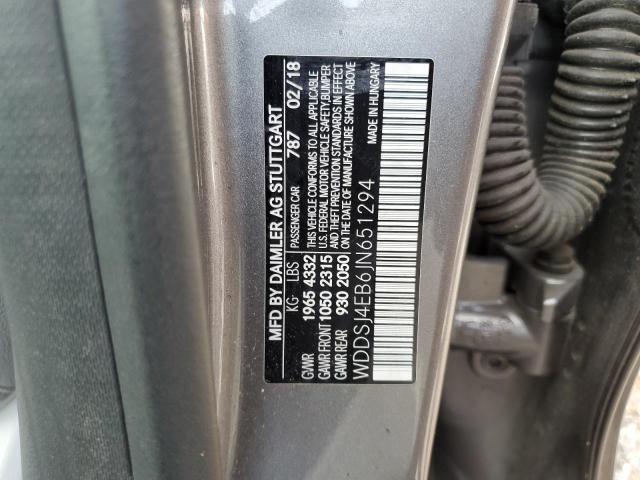 MFD BY DAIMLER AG STUTTGART
KG LBS PASSENGER CAR 787 02/18
GVWR 1965 4332 THIS VEHICLE CONFORMS TO ALL APPLICABLE
GAWR FRONT 1050 2315 U.S. FEDERAL MOTOR VEHICLE SAFETY, BUMPER
AND THEFT PREVENTION STANDARDS IN EFFECT
GAWR REAR 930 2050 ON THE DATE OF MANUFACTURE SHOWN ABOVE
WDDSJ4EB6JN651294 MADE IN HUNGARY